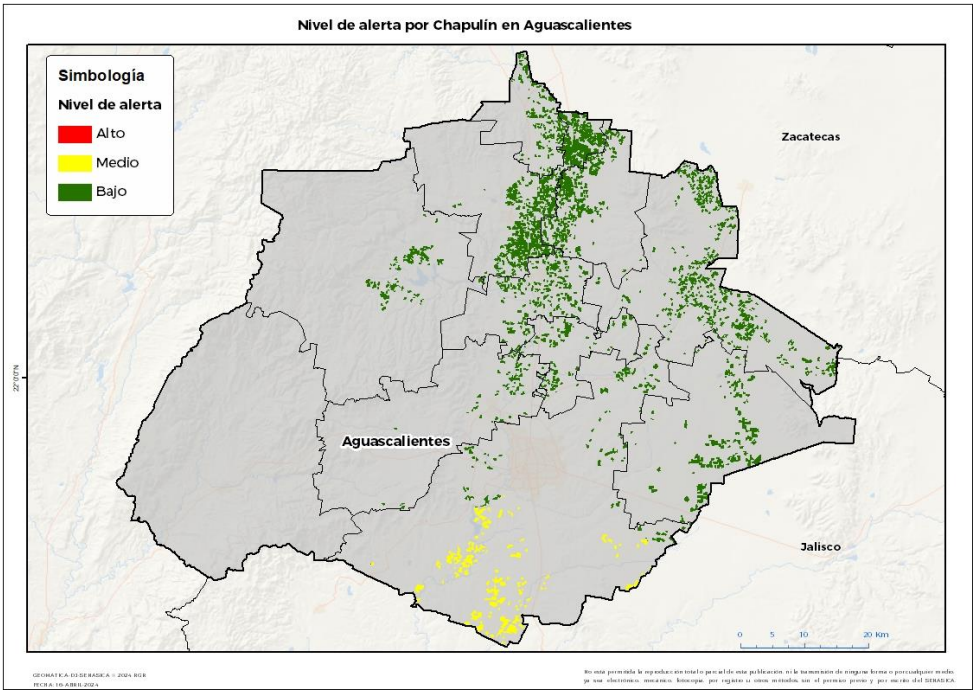 Nivel de alerta por Chapulín en Aguascalientes
Simbología
Nivel de alerta
Alto
Medio
Bajo
Zacatecas
22°0'0"N
Aguascalientes
Jalisco
0 5 10 20 Km
GEOMATICA-DJ-SENASICA © 2024 RGR
FECHA: 16-ABRIL-2024
No esta permitida la reproducción total o parcial de esta publicación, ni la transmisión de ninguna forma o por cualquier medio,
ya sea electrónico, mecánico, fotocopia, por registro u otros métodos, sin el permiso previo y por escrito del SENASICA.